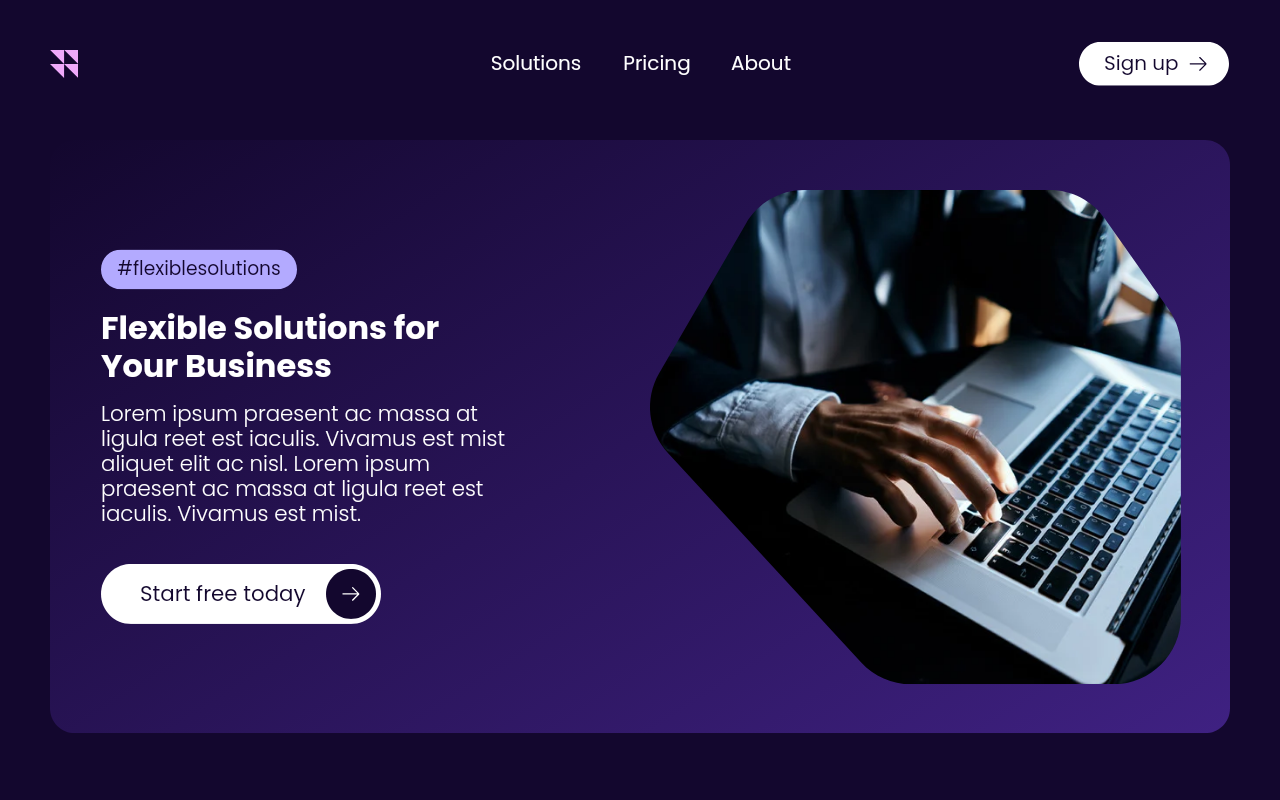 Solutions Pricing About Sign up
#flexiblesolutions
Flexible Solutions for
Your Business
Lorem ipsum praesent ac massa at
ligula reet est iaculis. Vivamus est mist
aliquet elit ac nisl. Lorem ipsum
praesent ac massa at ligula reet est
iaculis. Vivamus est mist.
Start free today